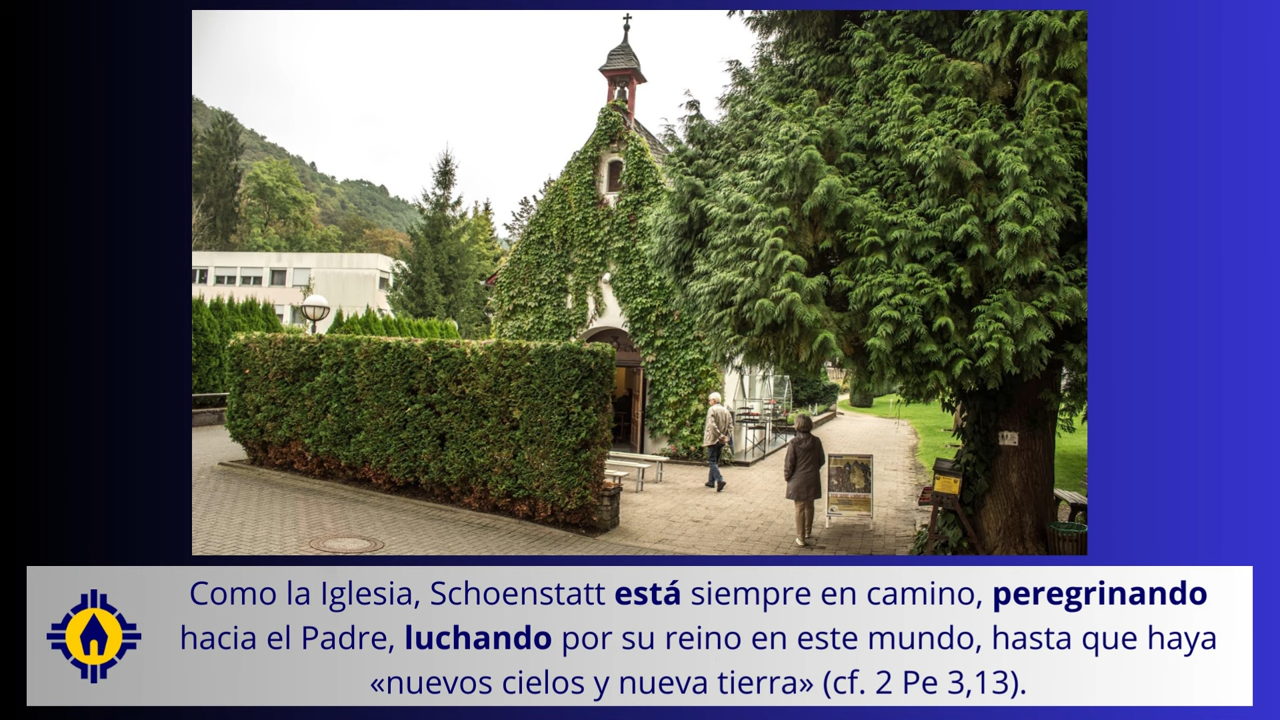 Como la Iglesia, Schoenstatt está siempre en camino, peregrinando
hacia el Padre, luchando por su reino en este mundo, hasta que haya
«nuevos cielos y nueva tierra» (cf. 2 Pe 3,13).